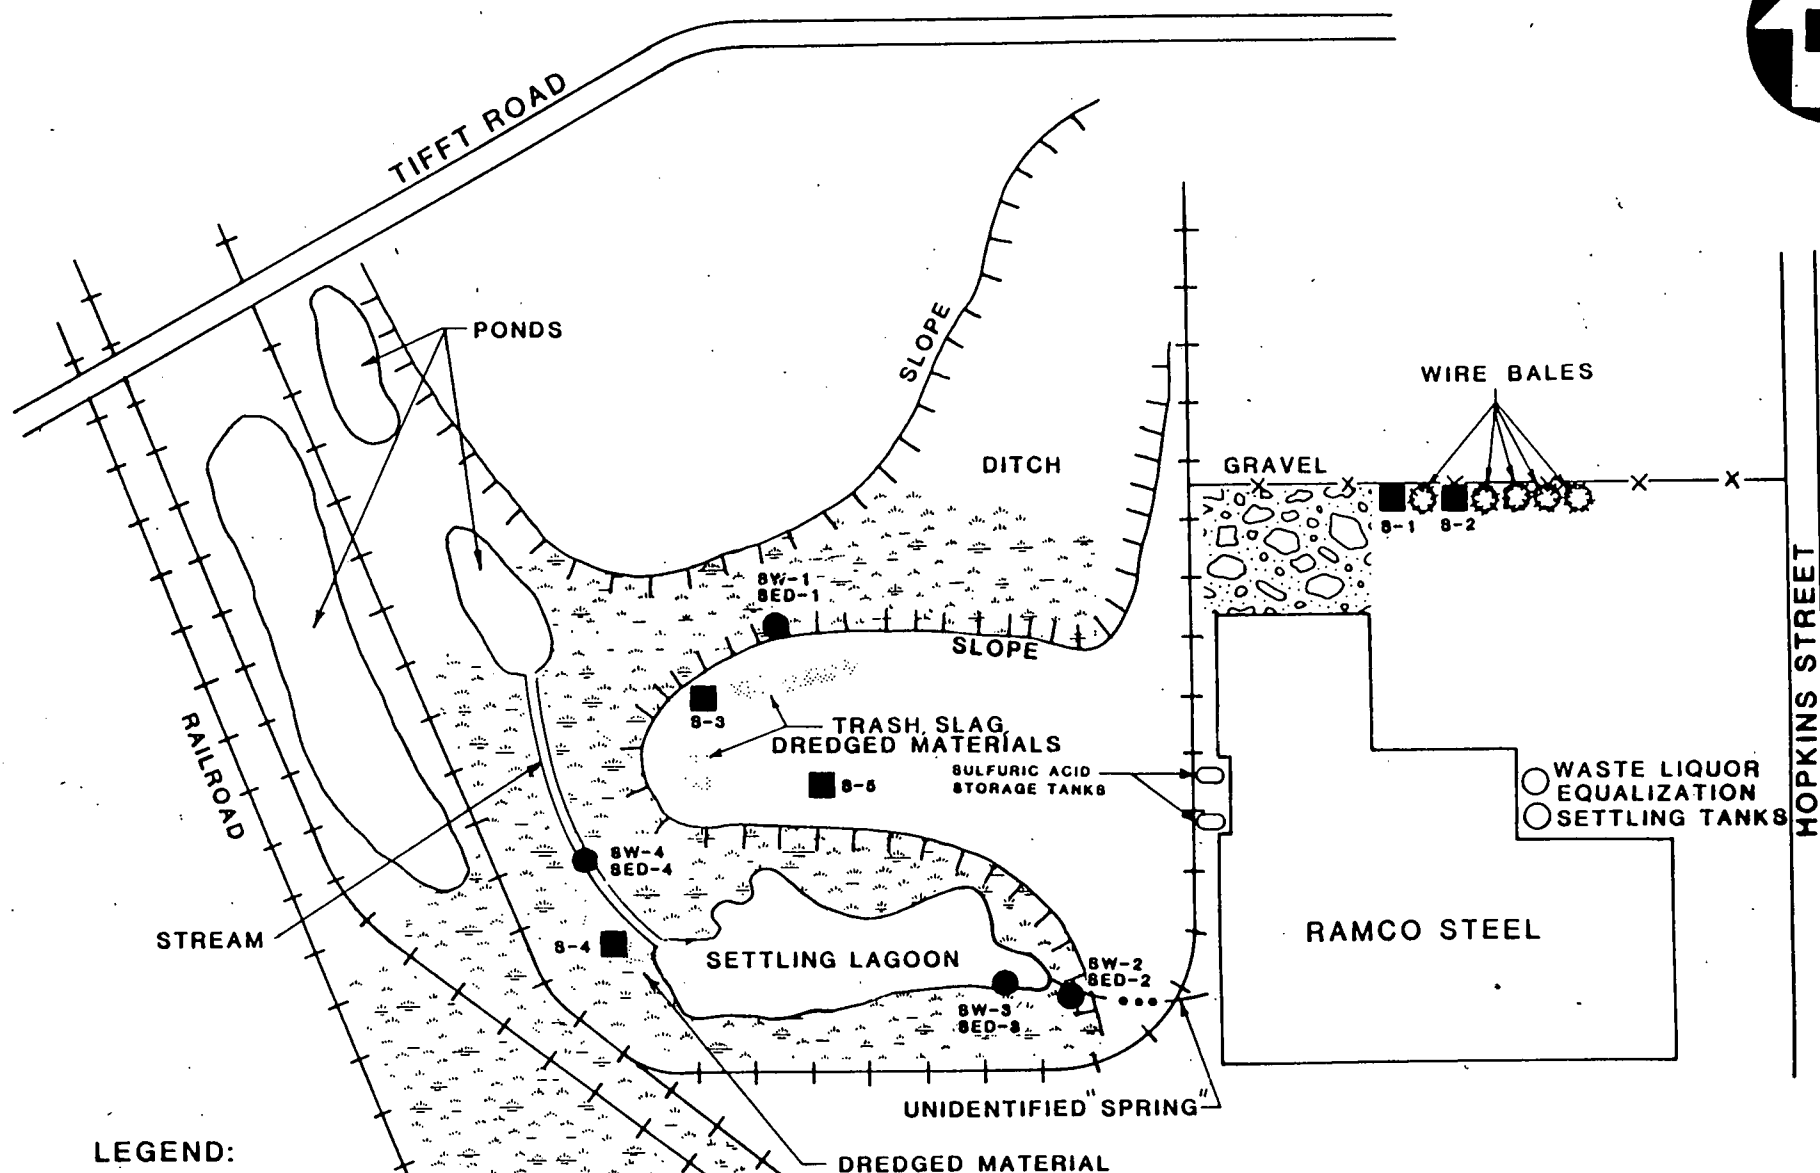 TIFFT ROAD
PONDS
SLOPE
WIRE BALES
DITCH
GRAVEL
S-1
S-2
SW-1
SED-1
SLOPE
HOPKINS STREET
S-3
RAILROAD
TRASH, SLAG,
DREDGED MATERIALS
SULFURIC ACID
STORAGE TANKS
S-5
WASTE LIQUOR
EQUALIZATION
SETTLING TANKS
SW-4
SED-4
STREAM
S-4
SETTLING LAGOON
RAMCO STEEL
SW-2
SED-2
SW-3
SED-3
UNIDENTIFIED "SPRING"
LEGEND:
DREDGED MATERIAL